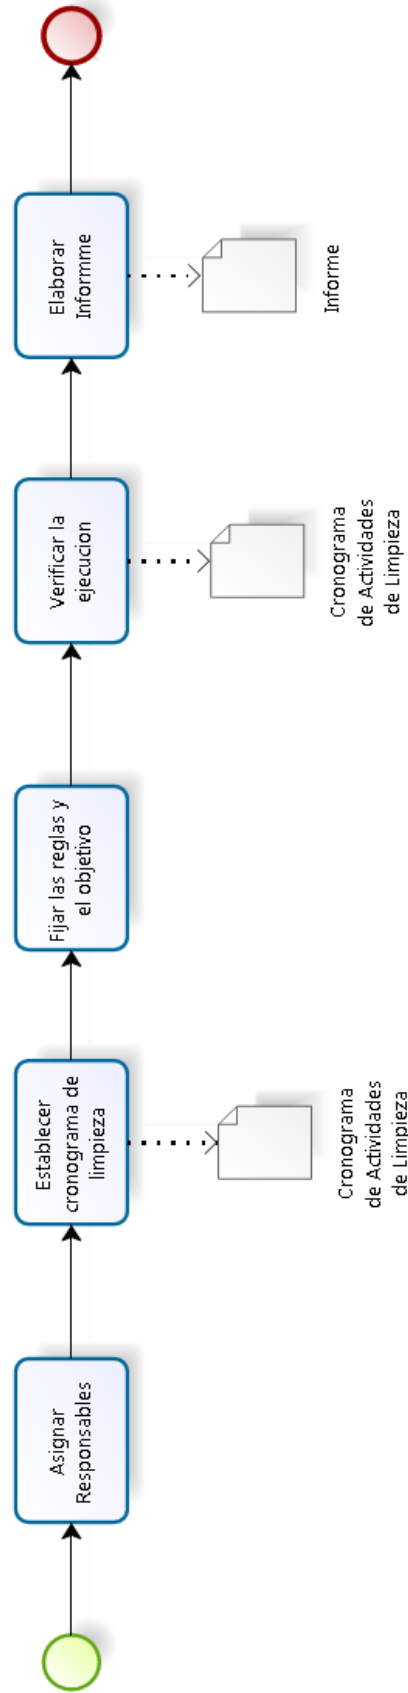 Asignar
Responsables
Establecer
cronograma de
limpieza
Cronograma
de Actividades
de Limpieza
Fijar las reglas y
el objetivo
Verificar la
ejecucion
Cronograma
de Actividades
de Limpieza
Elaborar
Informme
Informe